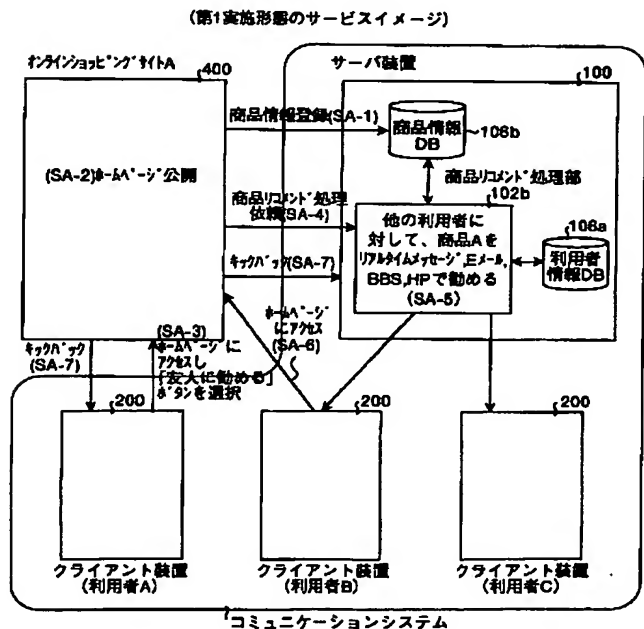 (第1実施形態のサービスイメージ)
オンラインショッピングサイトA
400
サーバ装置
100
商品情報登録(SA-1)
商品情報
DB
106b
(SA-2)ホームページ公開
商品リコメンド処理部
102b
商品リコメンド処理
依頼(SA-4)
他の利用者に
対して、商品Aを
リアルタイムメッセージ,Eメール,
BBS,HPで勧める
(SA-5)
106a
利用者
情報DB
キックバック(SA-7)
ホームページ
にアクセス
(SA-6)
キックバック
(SA-7)
(SA-3)
ホームページに
アクセスし
「友人に勧める」
ボタンを選択
200
200
200
クライアント装置
(利用者A)
クライアント装置
(利用者B)
クライアント装置
(利用者C)
コミュニケーションシステム